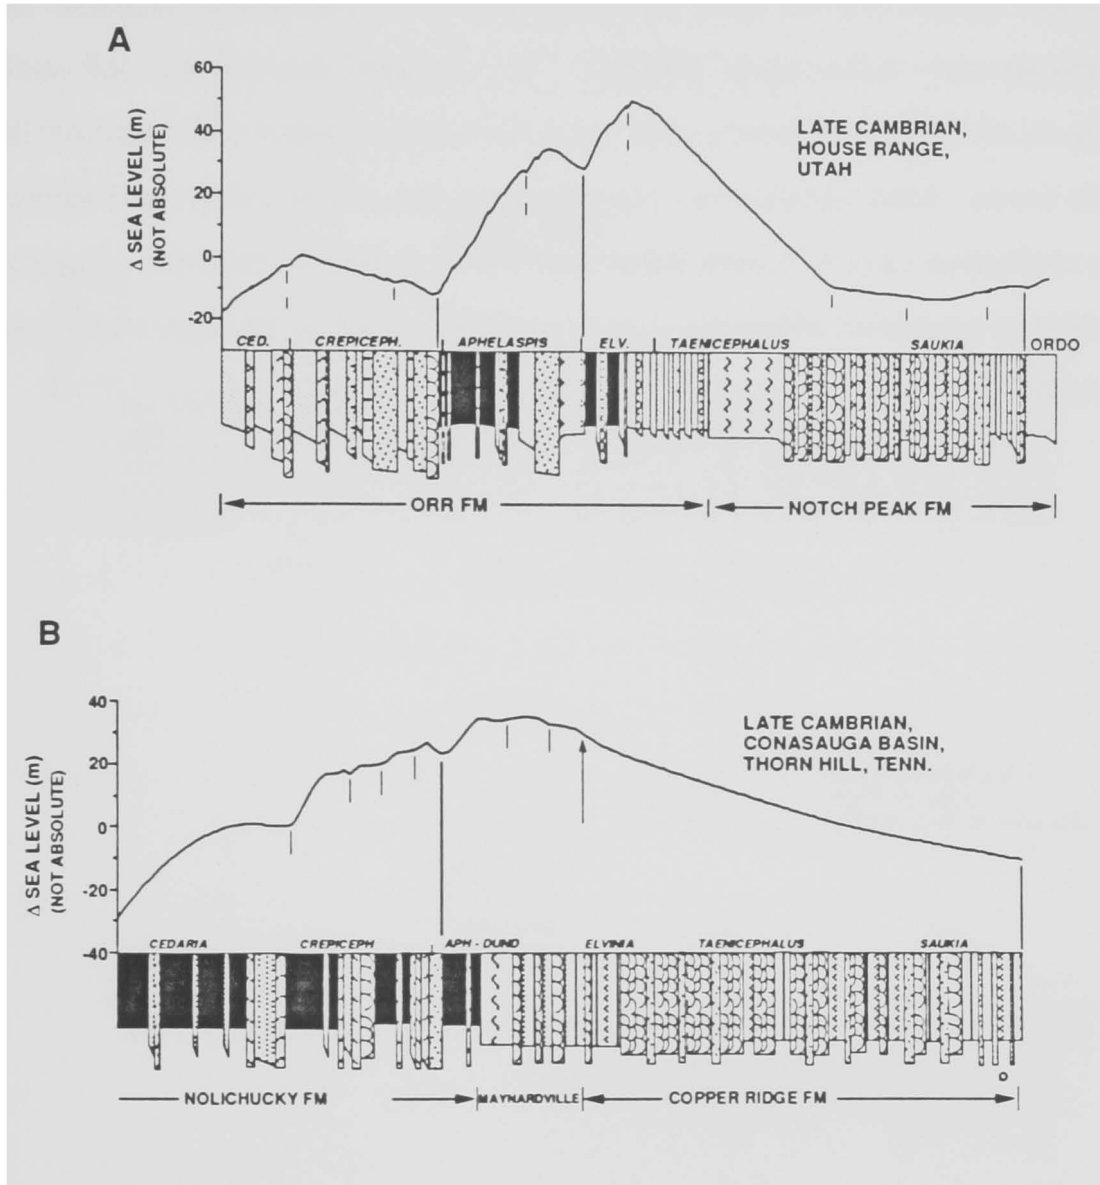 A
Δ SEA LEVEL (m)
(NOT ABSOLUTE)
60
40
20
0
-20
LATE CAMBRIAN,
HOUSE RANGE,
UTAH
CED. CREPICEPH. APHELASPIS ELV. TAENICEPHALUS SAUKIA ORDO
ORR FM NOTCH PEAK FM
B
Δ SEA LEVEL (m)
(NOT ABSOLUTE)
40
20
0
-20
-40
LATE CAMBRIAN,
CONASAUGA BASIN,
THORN HILL, TENN.
CEDARIA CREPICEPH APH - DUND ELVINIA TAENICEPHALUS SAUKIA
NOLICHUCKY FM MAYNARDVILLE COPPER RIDGE FM